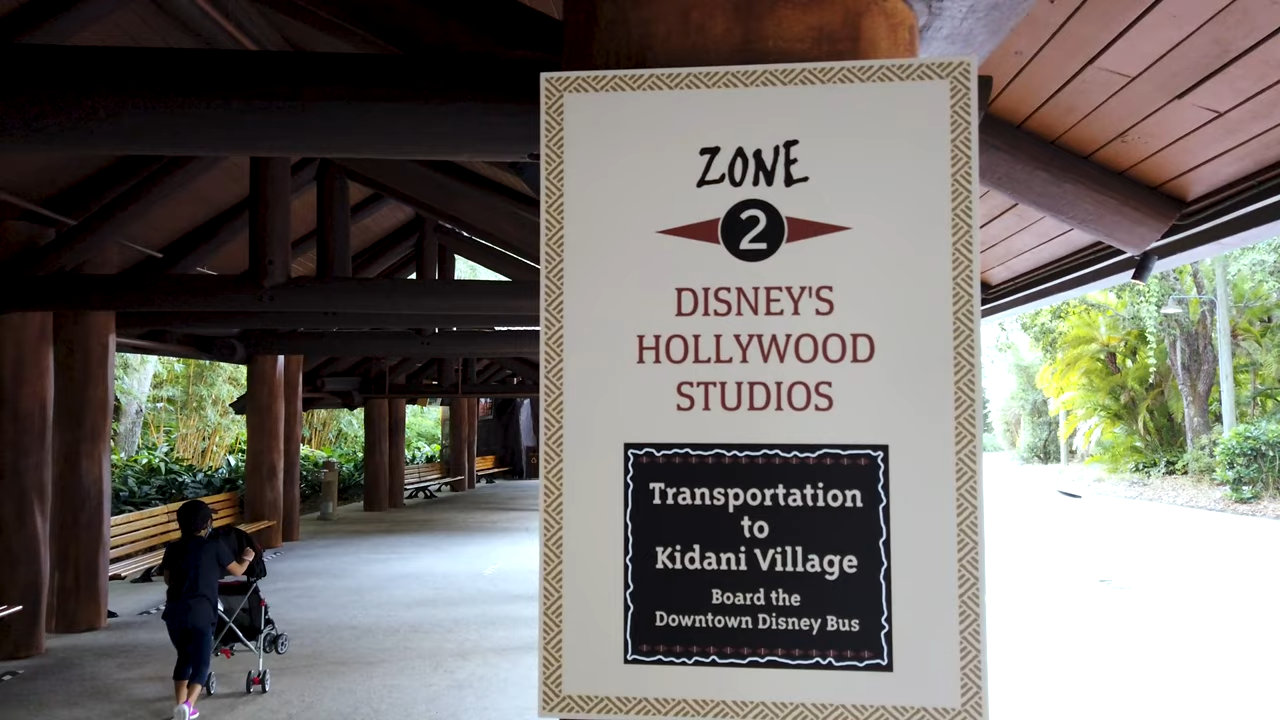 ZONE
2
DISNEY'S
HOLLYWOOD
STUDIOS
Transportation
to
Kidani Village
Board the
Downtown Disney Bus